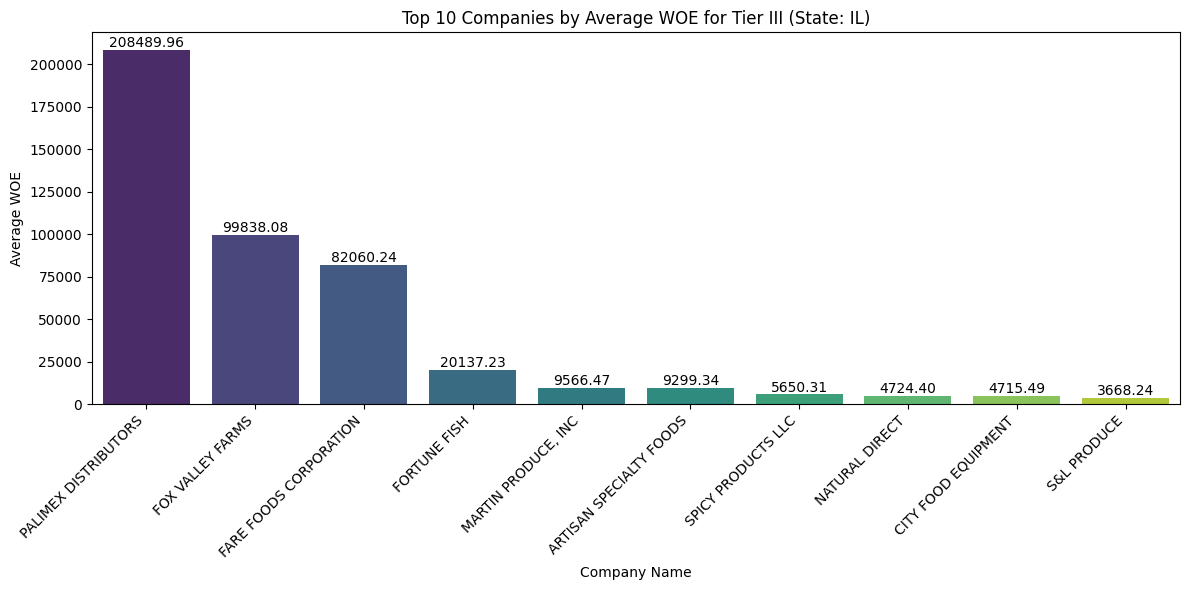 Top 10 Companies by Average WOE for Tier III (State: IL)
Average WOE
200000
175000
150000
125000
100000
75000
50000
25000
0
208489.96
99838.08
82060.24
20137.23
9566.47
9299.34
5650.31
4724.40
4715.49
3668.24
PALIMEX DISTRIBUTORS
FOX VALLEY FARMS
FARE FOODS CORPORATION
FORTUNE FISH
MARTIN PRODUCE, INC
ARTISAN SPECIALTY FOODS
SPICY PRODUCTS LLC
NATURAL DIRECT
CITY FOOD EQUIPMENT
S&L PRODUCE
Company Name